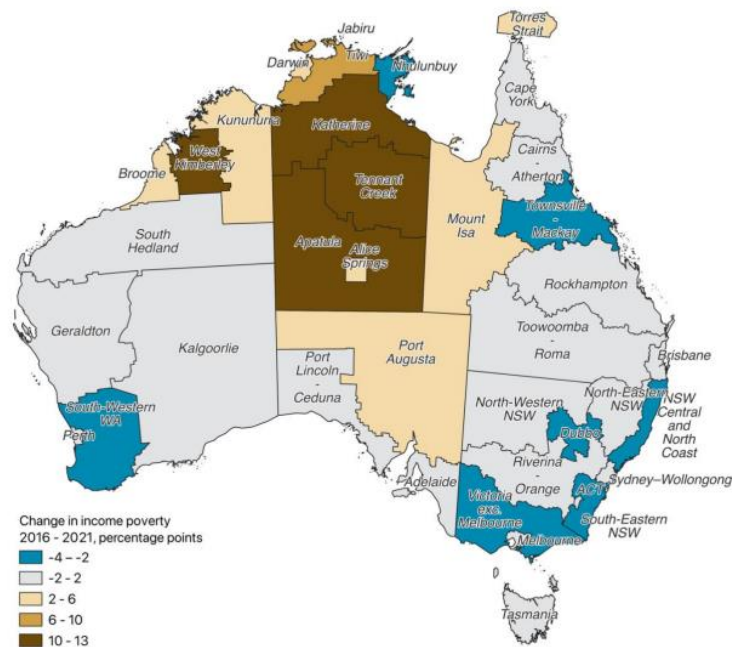 Torres
Strait
Jabiru
Tiwi
Darwin
Nhulunbuy
Cape
York
Kununurra
Katherine
Cairns
-
Atherton
West
Kimberley
Broome
Tennant
Creek
Townsville
-
Mackay
Mount
Isa
South
Hedland
Apatula
Alice
Springs
Rockhampton
Geraldton
Kalgoorlie
Toowoomba
-
Roma
Port
Augusta
Port
Lincoln
-
Ceduna
Brisbane
North-Western
NSW
North-Eastern
NSW
NSW
Central
and
North
Coast
South-Western
WA
Perth
Dubbo
Riverina
-
Orange
Adelaide
Sydney–Wollongong
ACT
Victoria
exc.
Melbourne
Melbourne
South-Eastern
NSW
Tasmania
Change in income poverty
2016 - 2021, percentage points
-4 – -2
-2 - 2
2 - 6
6 - 10
10 - 13